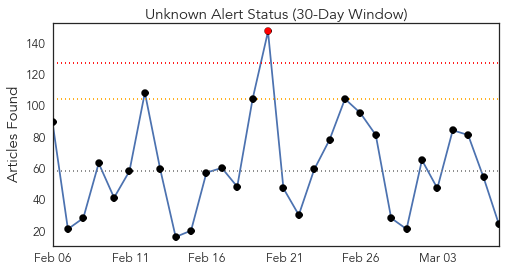 Unknown Alert Status (30-Day Window)
Articles Found
140
120
100
80
60
40
20
Feb 06 Feb 11 Feb 16 Feb 21 Feb 26 Mar 03